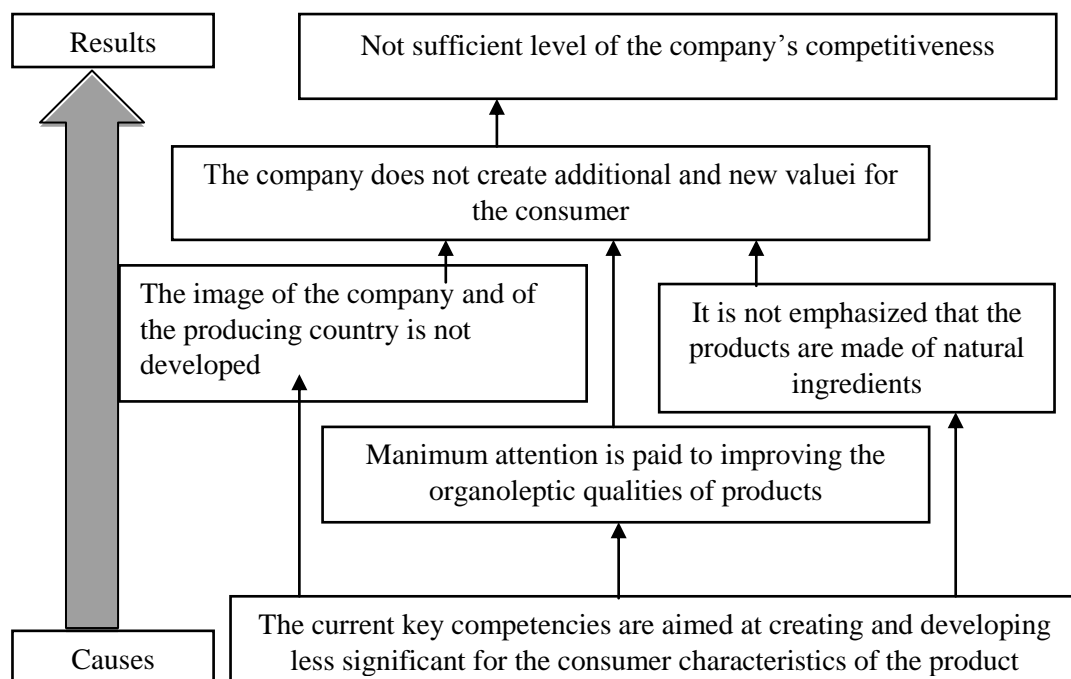 Results
Not sufficient level of the company’s competitiveness
The company does not create additional and new valuei for
the consumer
The image of the company and of
the producing country is not
developed
It is not emphasized that the
products are made of natural
ingredients
Manimum attention is paid to improving the
organoleptic qualities of products
The current key competencies are aimed at creating and developing
less significant for the consumer characteristics of the product
Causes